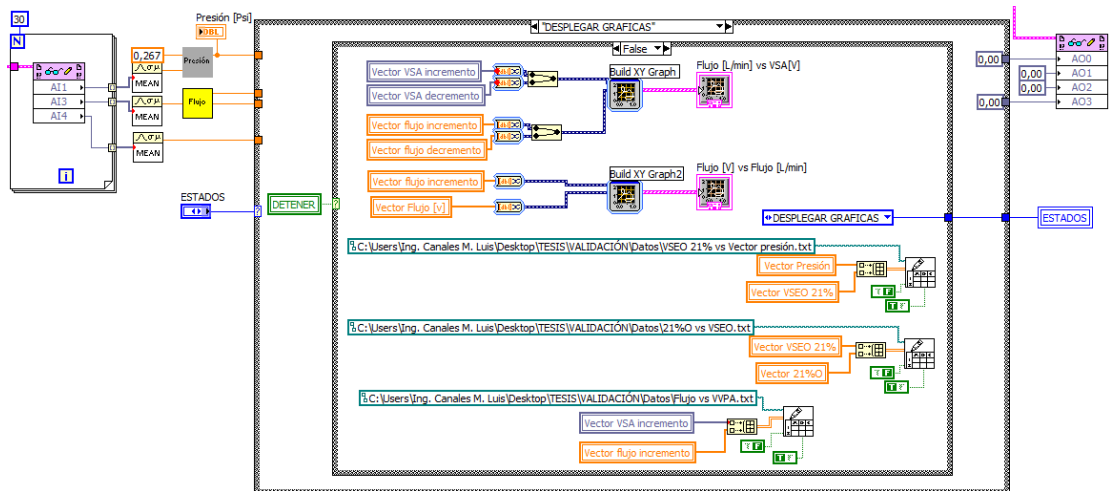 Presión [Psi]
DBL
"DESPLEGAR GRAFICAS"
30
N
AI1
AI3
AI4
i
0,267
Presión
MEAN
Flujo
MEAN
MEAN
ESTADOS
DETENER
False
Vector VSA incremento
Vector VSA decremento
Build XY Graph
Flujo [L/min] vs VSA[V]
Vector flujo incremento
Vector flujo decremento
Vector flujo incremento
Vector Flujo [v]
Build XY Graph2
Flujo [V] vs Flujo [L/min]
DESPLEGAR GRAFICAS
ESTADOS
C:\Users\Ing. Canales M. Luis\Desktop\TESIS\VALIDACIÓN\Datos\VSEO 21% vs Vector presión.txt
Vector Presión
Vector VSEO 21%
T F
T F
C:\Users\Ing. Canales M. Luis\Desktop\TESIS\VALIDACIÓN\Datos\21%O vs VSEO.txt
Vector VSEO 21%
Vector 21%O
T F
T F
C:\Users\Ing. Canales M. Luis\Desktop\TESIS\VALIDACIÓN\Datos\Flujo vs VVPA.txt
Vector VSA incremento
Vector flujo incremento
T F
T F
0,00
AO0
AO1
0,00
0,00
AO2
0,00
AO3